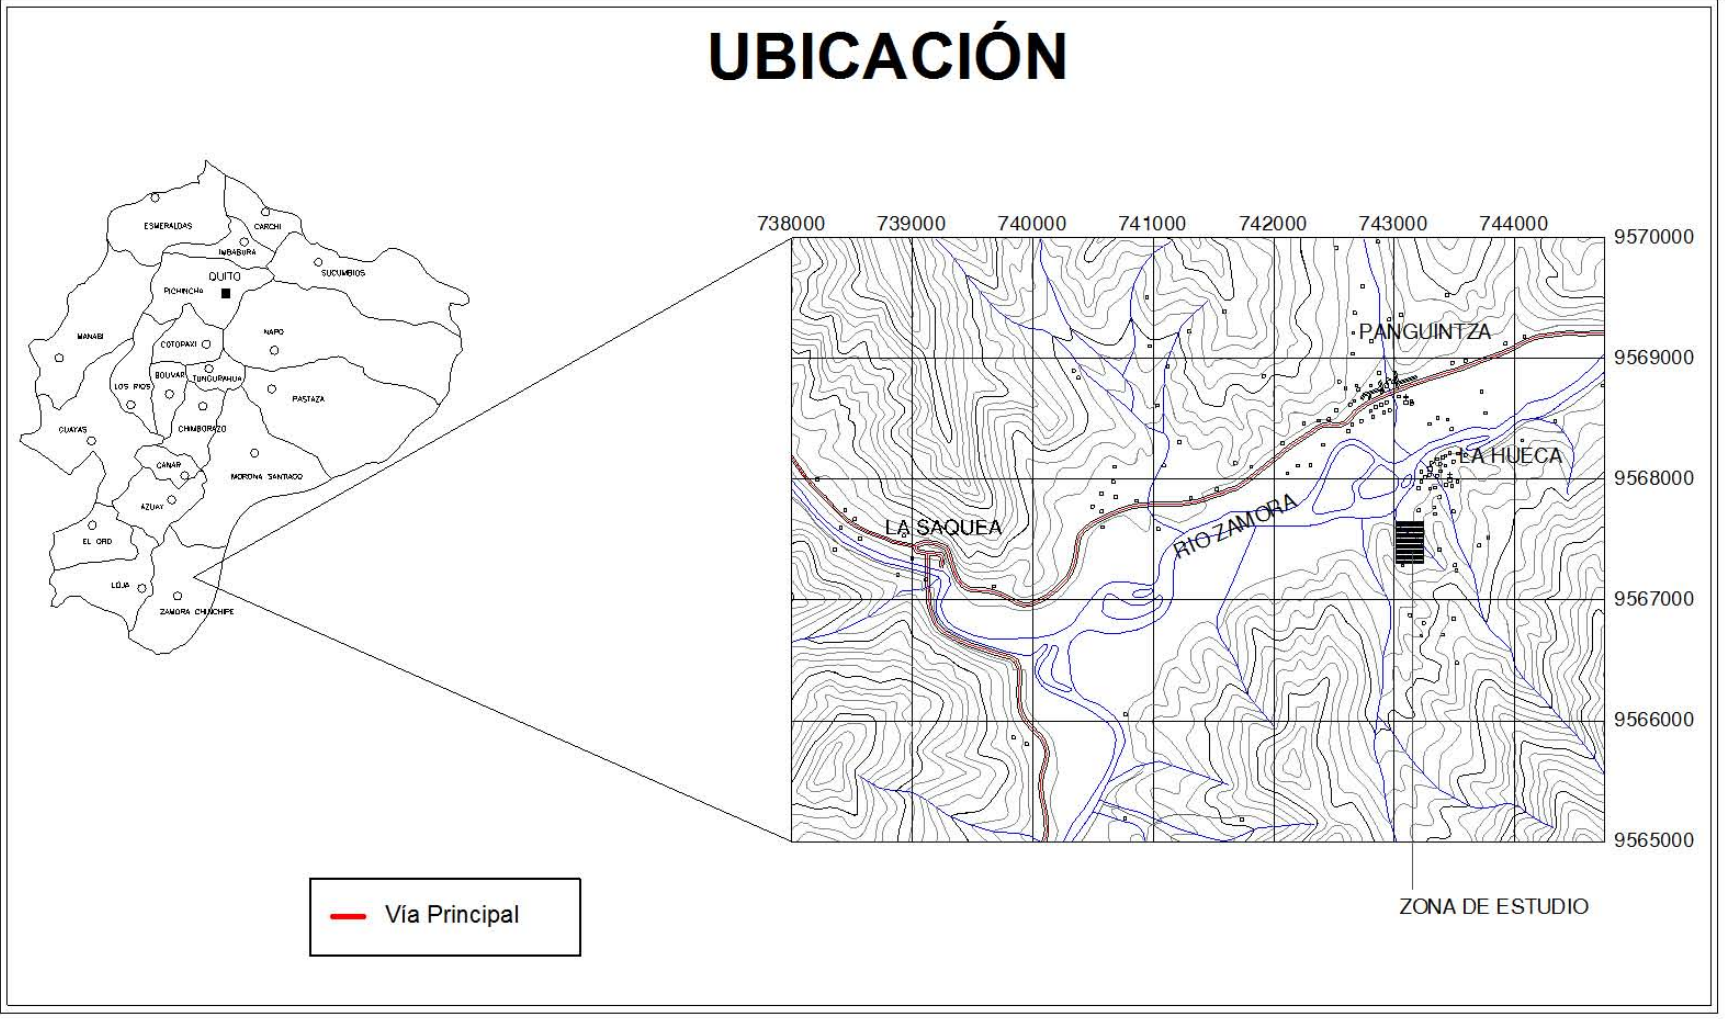 UBICACIÓN
ESMERALDAS
CARCHI
IMBABURA
QUITO
SUCUMBIOS
PICHINCHA
NAPO
MANABI
COTOPAXI
BOLIVAR
TUNGURAHUA
LOS RIOS
PASTAZA
GUAYAS
CHIMBORAZO
CAÑAR
MORONA SANTIAGO
AZUAY
EL ORO
LOJA
ZAMORA CHINCHIPE
738000 739000 740000 741000 742000 743000 744000
9570000
PANGUINTZA
9569000
LA HUECA
9568000
LA SAQUEA
RIO ZAMORA
9567000
9566000
9565000
ZONA DE ESTUDIO
Vía Principal